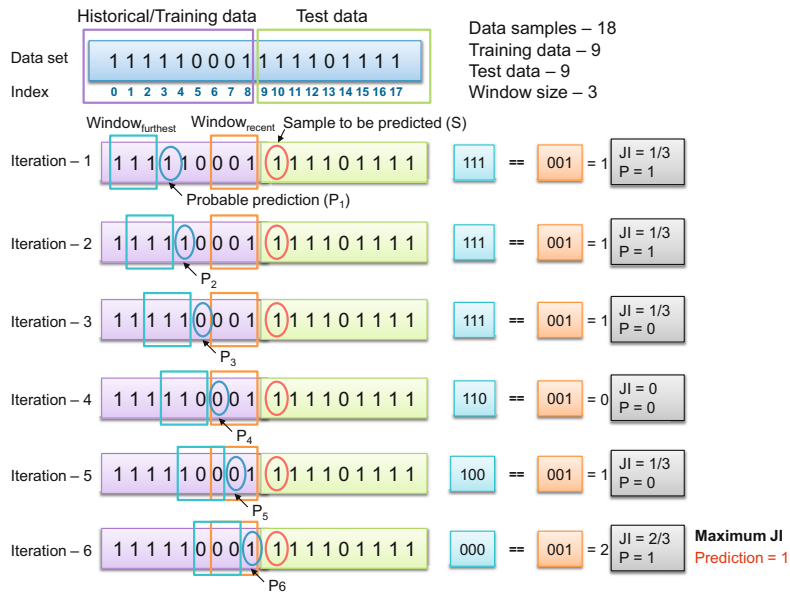 Historical/Training data Test data
Data samples – 18
Training data – 9
Test data – 9
Window size – 3
Data set 1 1 1 1 1 0 0 0 1 1 1 1 1 0 1 1 1 1
Index 0 1 2 3 4 5 6 7 8 9 10 11 12 13 14 15 16 17
Windowfurthest Windowrecent Sample to be predicted (S)
Iteration – 1 1 1 1 1 1 0 0 0 1 1 1 1 1 0 1 1 1 1 111 == 001 = 1 JI = 1/3
P = 1
Probable prediction (P1)
Iteration – 2 1 1 1 1 1 0 0 0 1 1 1 1 1 0 1 1 1 1 111 == 001 = 1 JI = 1/3
P = 1
P2
Iteration – 3 1 1 1 1 1 0 0 0 1 1 1 1 1 0 1 1 1 1 111 == 001 = 1 JI = 1/3
P = 0
P3
Iteration – 4 1 1 1 1 1 0 0 0 1 1 1 1 1 0 1 1 1 1 110 == 001 = 0 JI = 0
P = 0
P4
Iteration – 5 1 1 1 1 1 0 0 0 1 1 1 1 1 0 1 1 1 1 100 == 001 = 1 JI = 1/3
P = 0
P5
Iteration – 6 1 1 1 1 1 0 0 0 1 1 1 1 1 0 1 1 1 1 000 == 001 = 2 JI = 2/3 Maximum JI
P = 1 Prediction = 1
P6